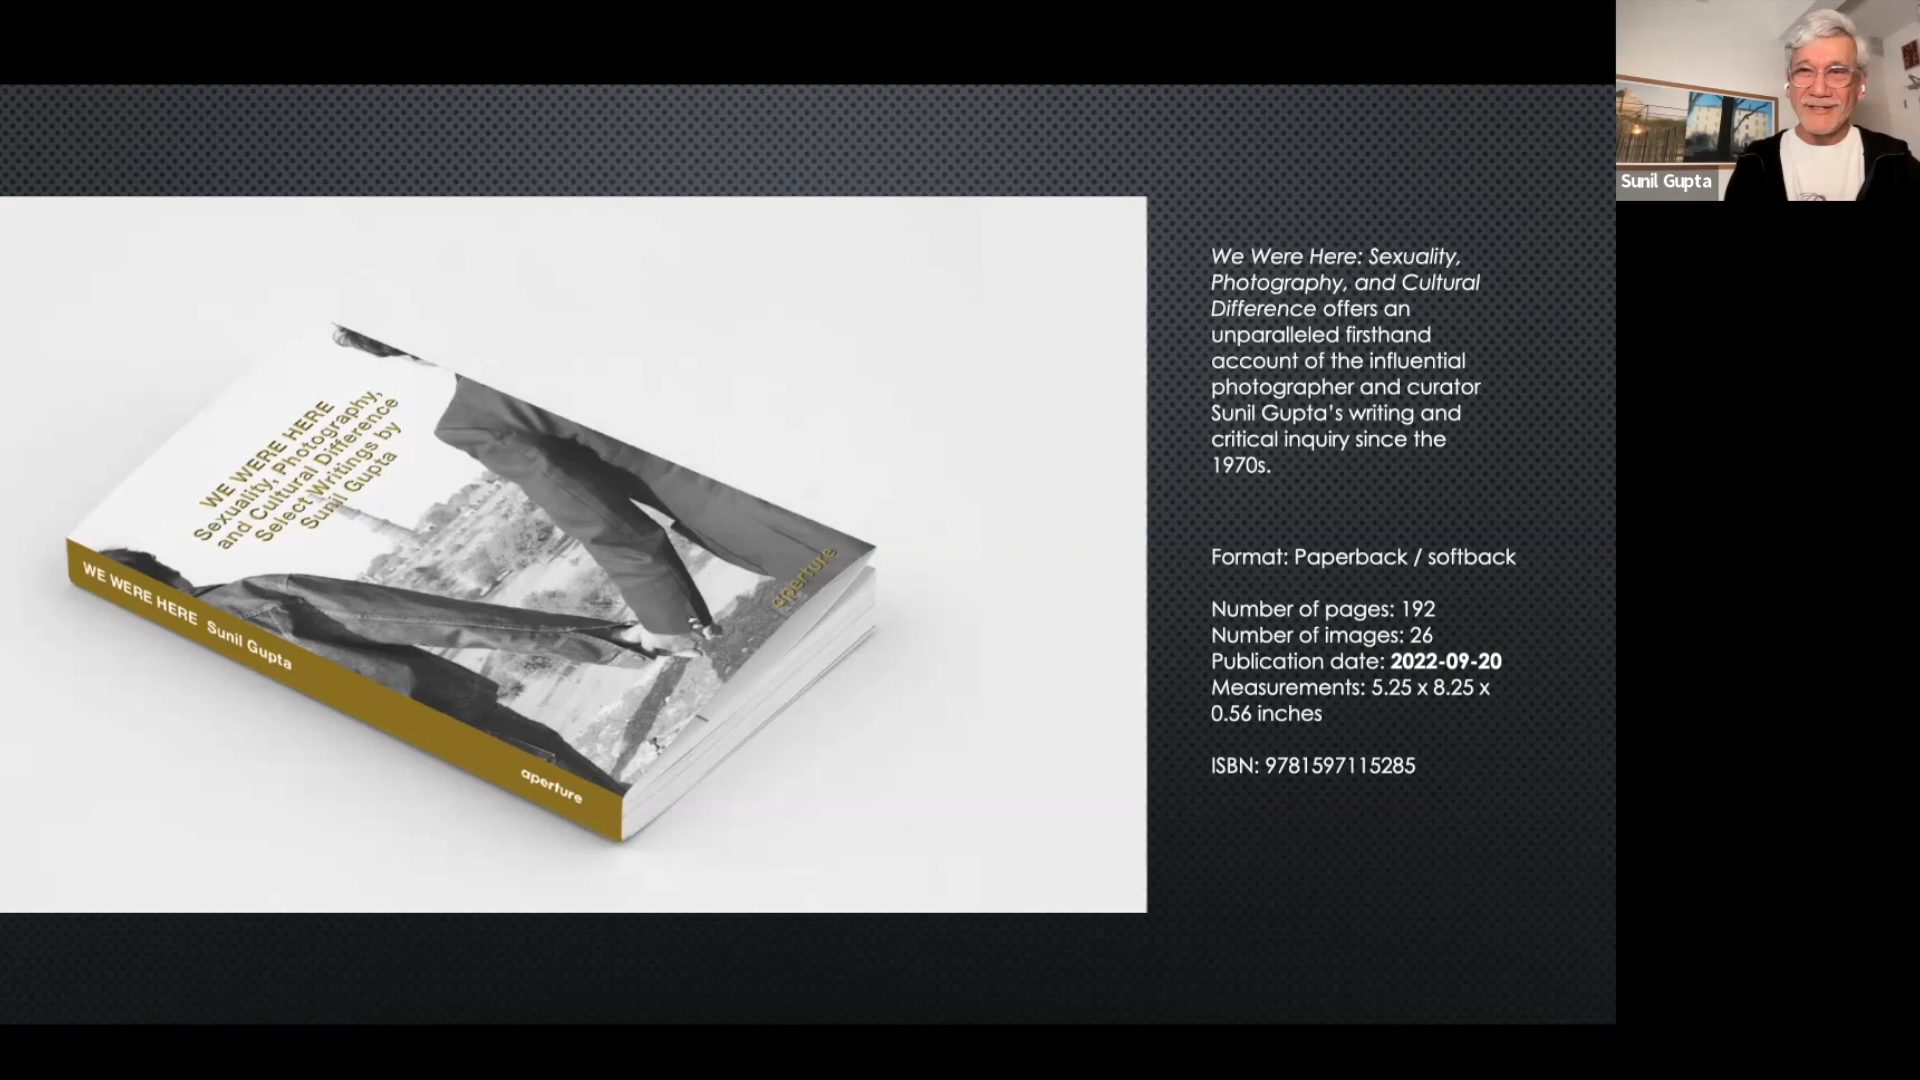 WE WERE HERE
Sexuality, Photography,
and Cultural Difference
Select Writings by
Sunil Gupta
aperture
WE WERE HERE Sunil Gupta
aperture
We Were Here: Sexuality,
Photography, and Cultural
Difference offers an
unparalleled firsthand
account of the influential
photographer and curator
Sunil Gupta’s writing and
critical inquiry since the
1970s.
Format: Paperback / softback
Number of pages: 192
Number of images: 26
Publication date: 2022-09-20
Measurements: 5.25 x 8.25 x
0.56 inches
ISBN: 9781597115285
Sunil Gupta